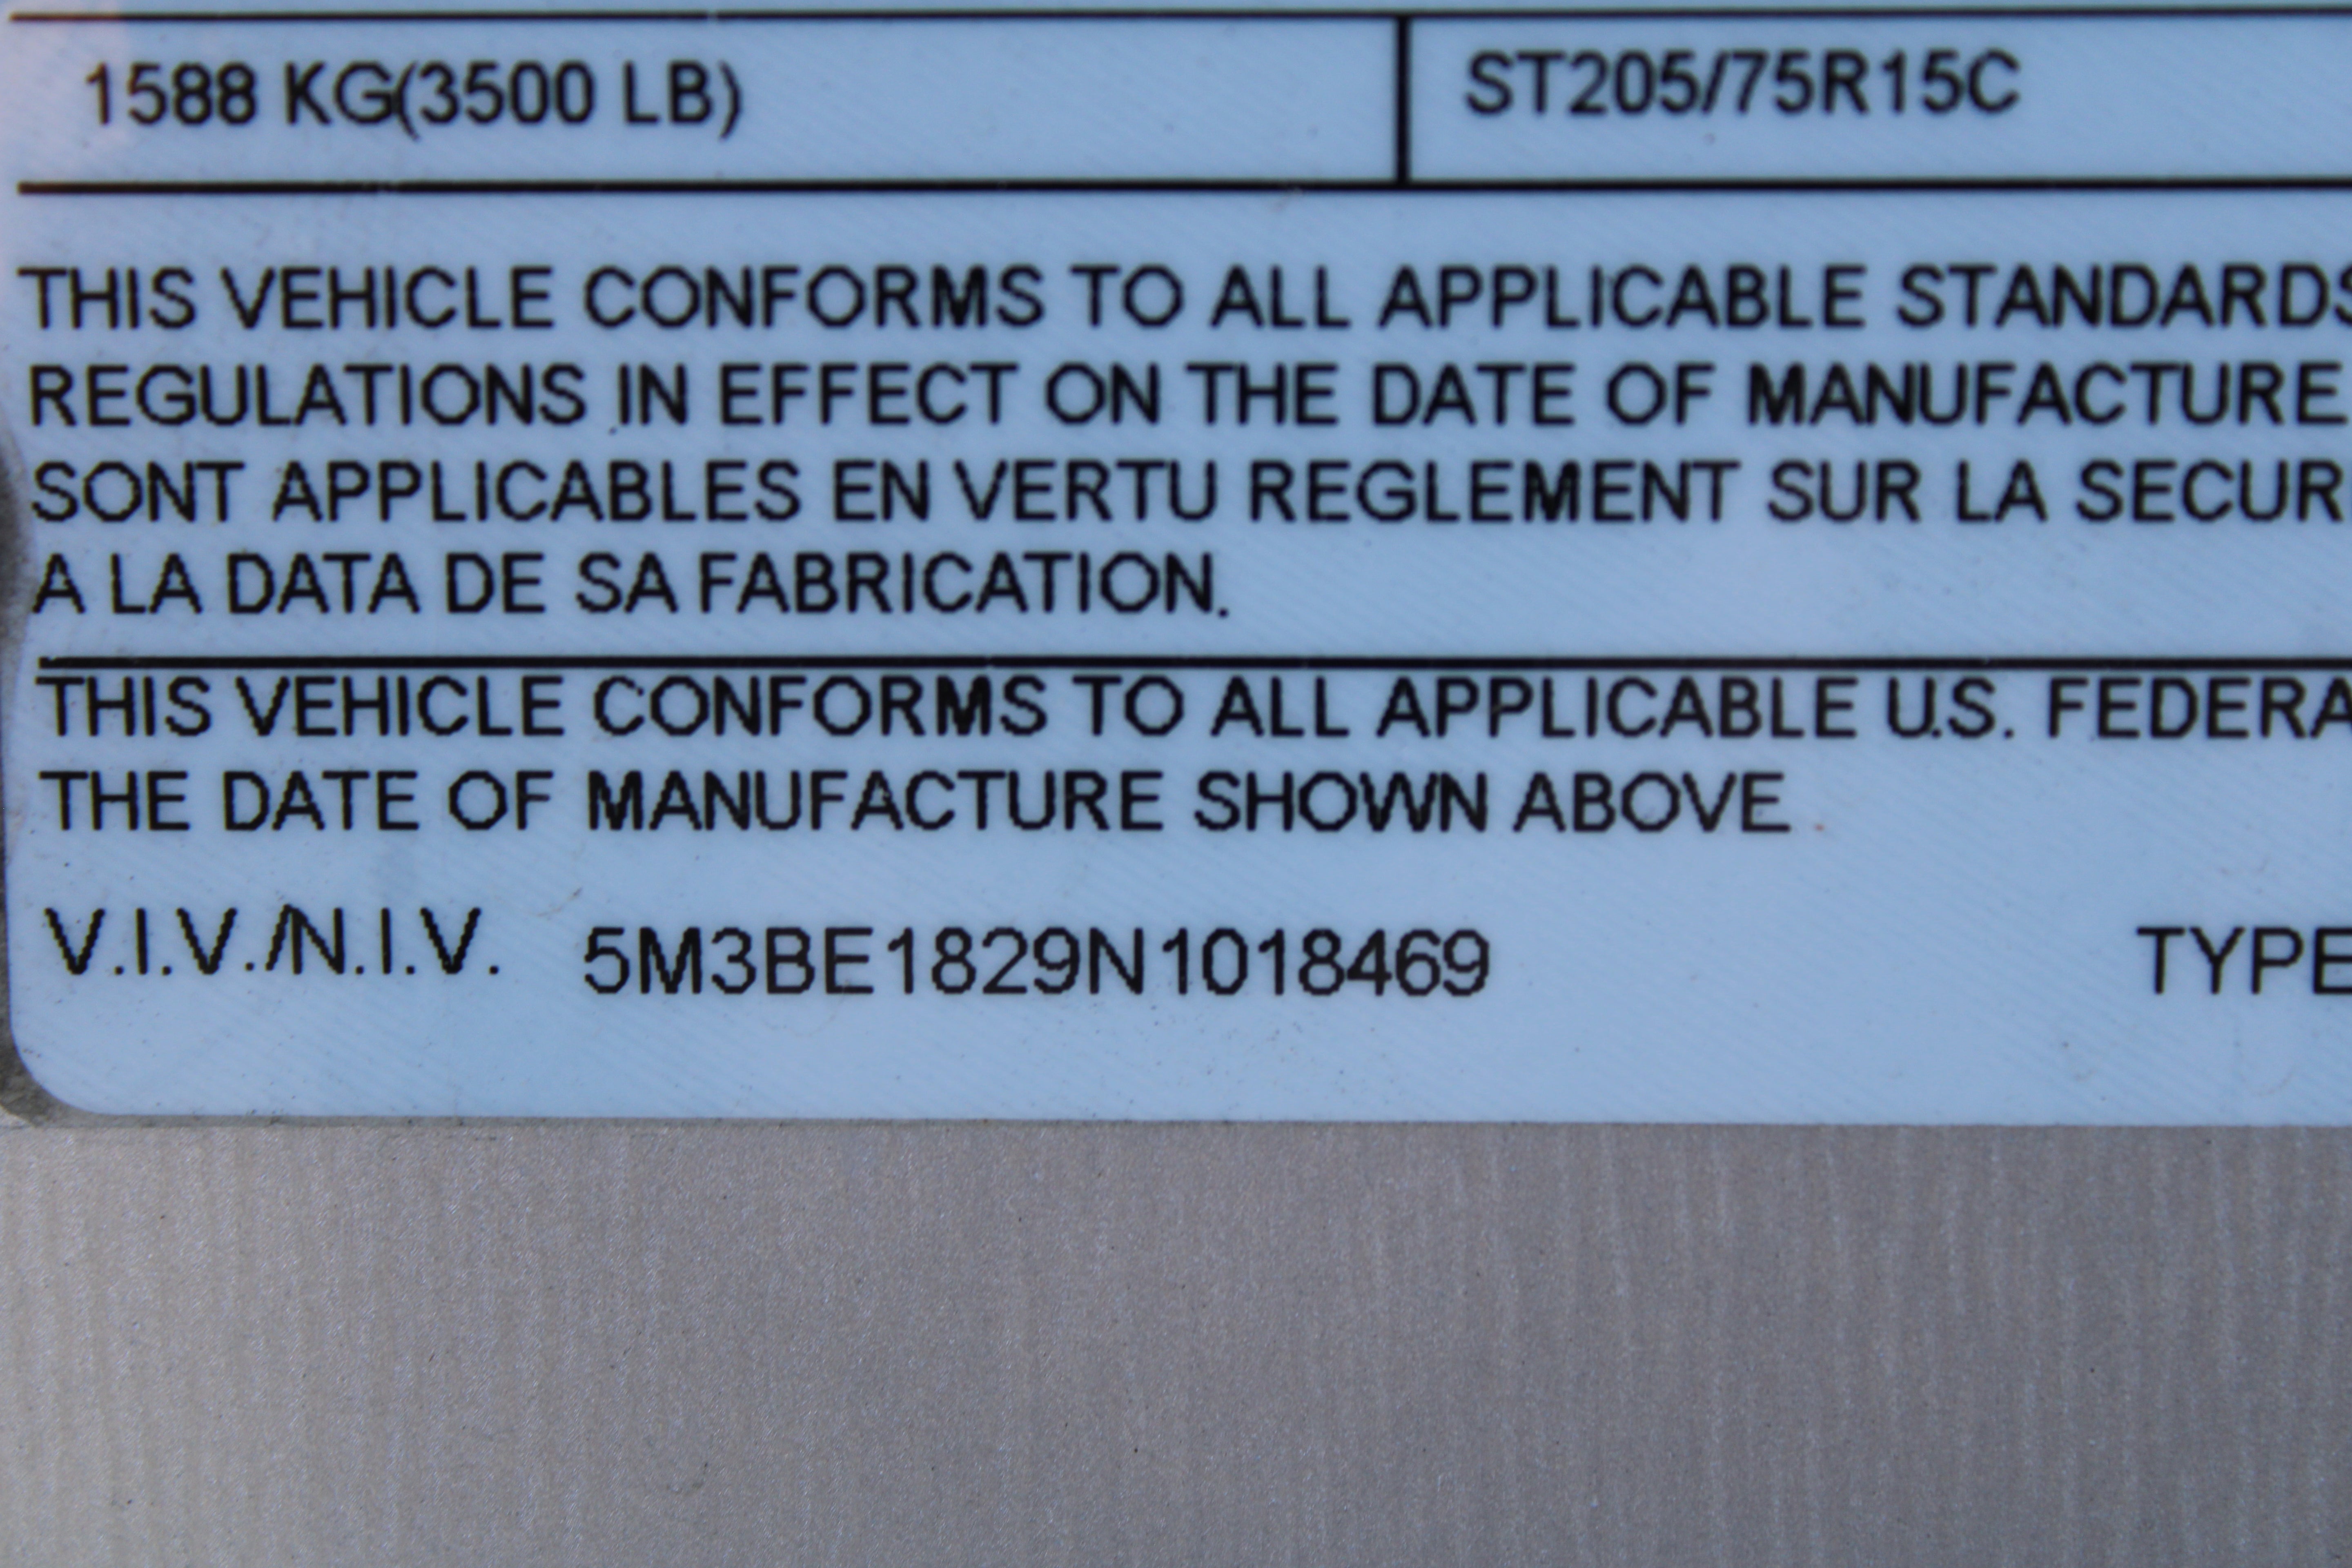 1588 KG(3500 LB) ST205/75R15C
THIS VEHICLE CONFORMS TO ALL APPLICABLE STANDARDS
REGULATIONS IN EFFECT ON THE DATE OF MANUFACTURE
SONT APPLICABLES EN VERTU REGLEMENT SUR LA SECUR
A LA DATA DE SA FABRICATION.
THIS VEHICLE CONFORMS TO ALL APPLICABLE U.S. FEDERA
THE DATE OF MANUFACTURE SHOWN ABOVE
V.I.V./N.I.V. 5M3BE1829N1018469 TYPE